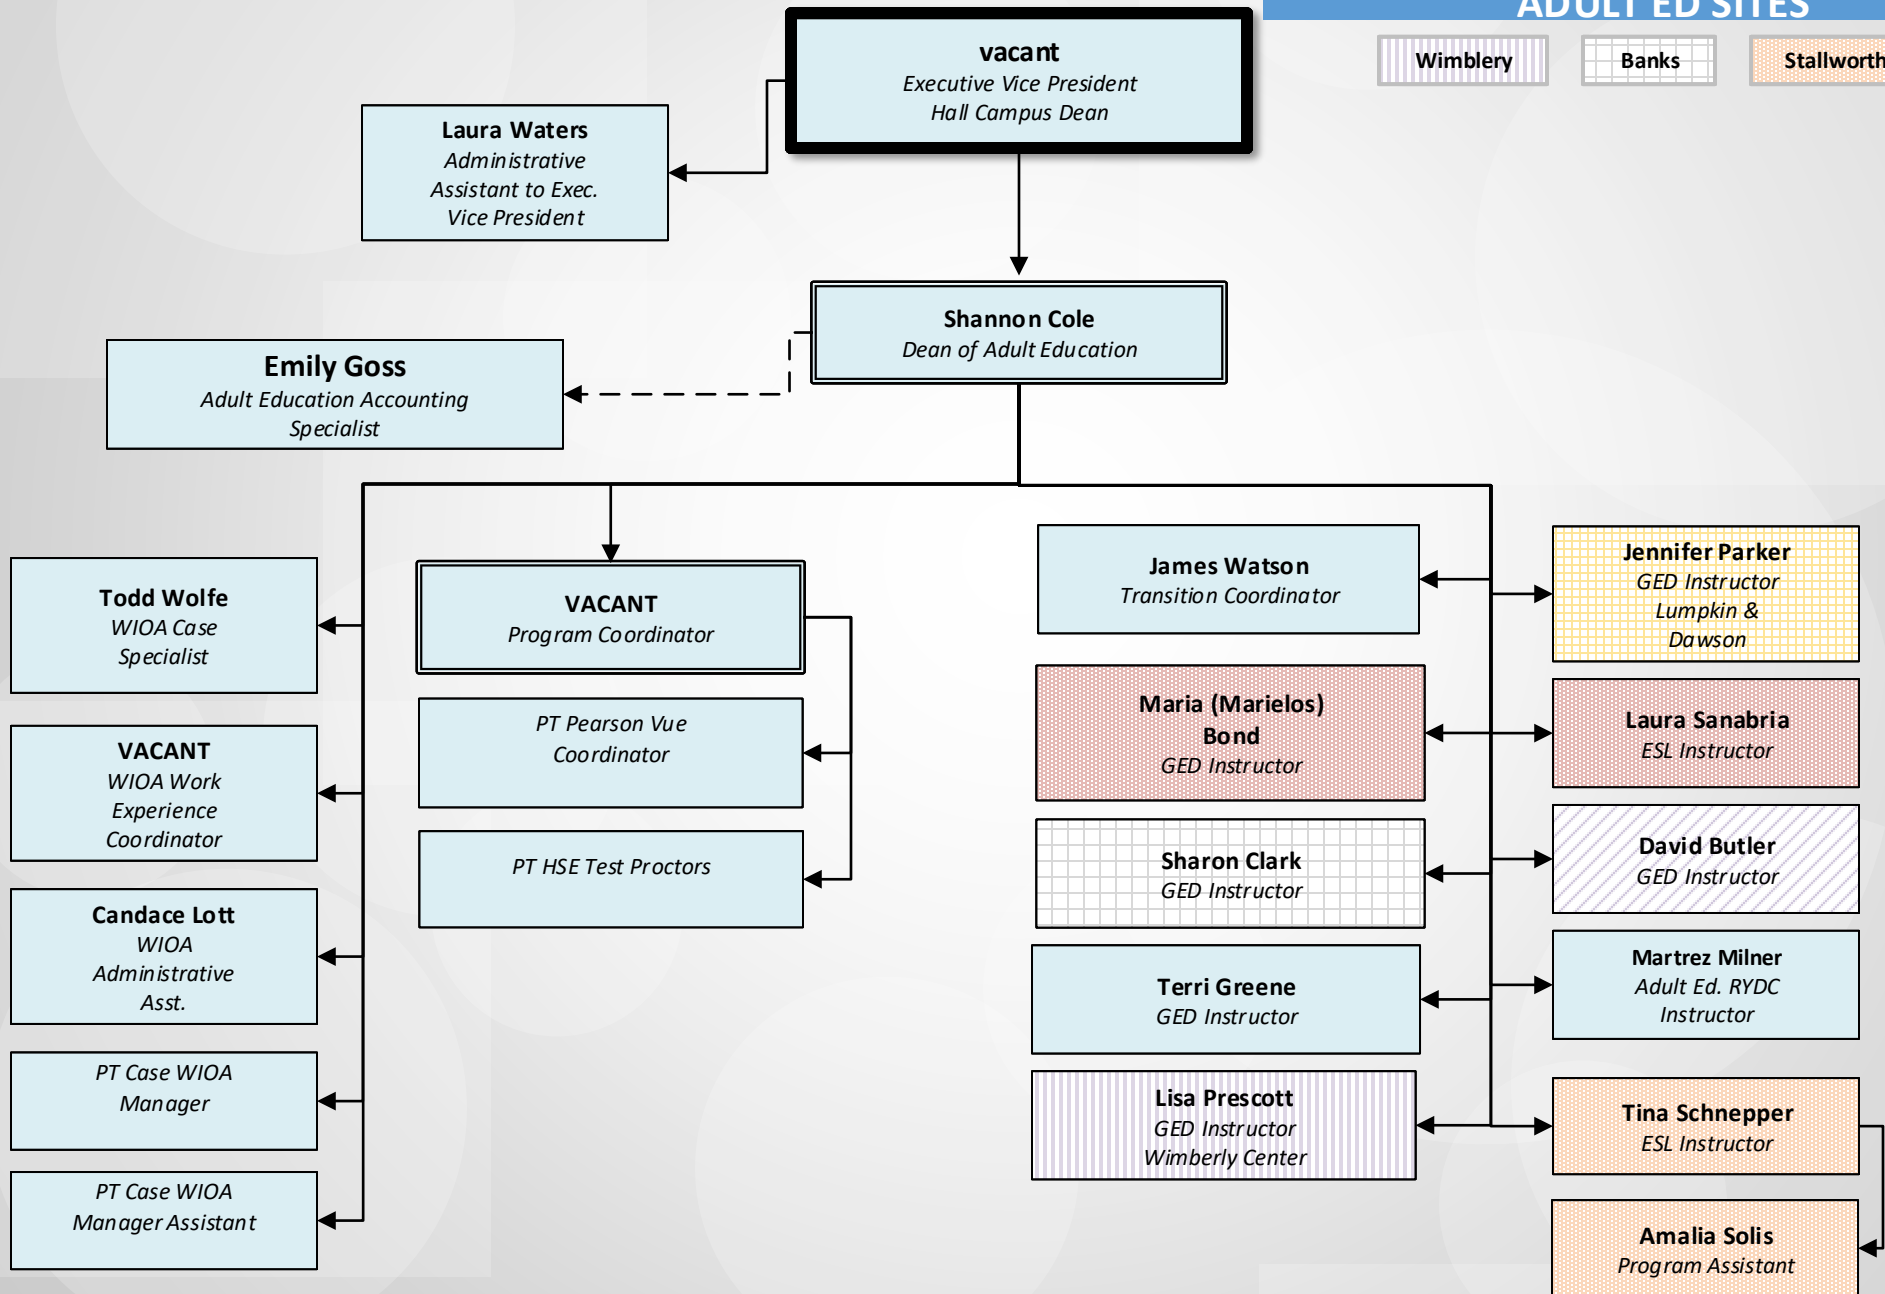 ADULT ED SITES
Wimblery
Banks
Stallworth
vacant
Executive Vice President
Hall Campus Dean
Laura Waters
Administrative
Assistant to Exec.
Vice President
Shannon Cole
Dean of Adult Education
Emily Goss
Adult Education Accounting
Specialist
Todd Wolfe
WIOA Case
Specialist
VACANT
WIOA Work
Experience
Coordinator
Candace Lott
WIOA
Administrative
Asst.
PT Case WIOA
Manager
PT Case WIOA
Manager Assistant
VACANT
Program Coordinator
PT Pearson Vue
Coordinator
PT HSE Test Proctors
James Watson
Transition Coordinator
Maria (Marielos)
Bond
GED Instructor
Sharon Clark
GED Instructor
Terri Greene
GED Instructor
Lisa Prescott
GED Instructor
Wimberly Center
Jennifer Parker
GED Instructor
Lumpkin &
Dawson
Laura Sanabria
ESL Instructor
David Butler
GED Instructor
Martrez Milner
Adult Ed. RYDC
Instructor
Tina Schnepper
ESL Instructor
Amalia Solis
Program Assistant